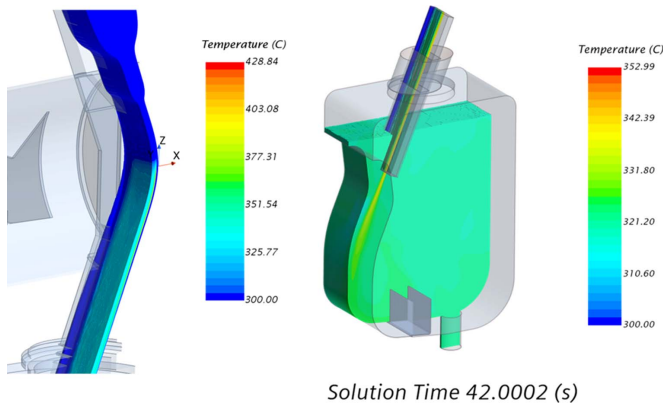 Temperature (C)
428.84
403.08
377.31
351.54
325.77
300.00
Z
X
Temperature (C)
352.99
342.39
331.80
321.20
310.60
300.00
Solution Time 42.0002 (s)